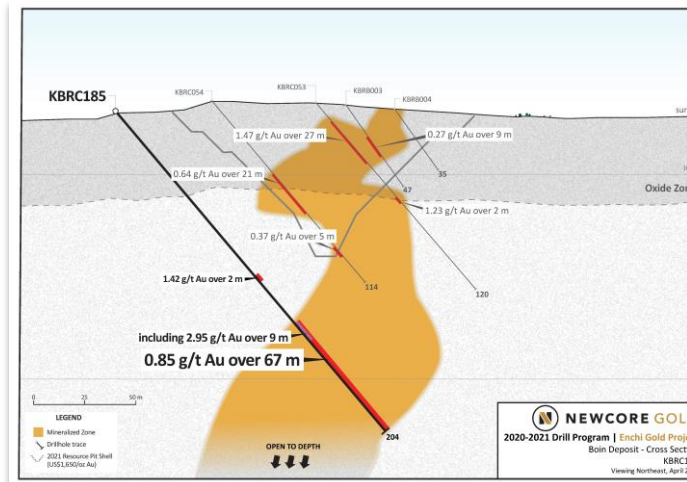 KBRC054
KBRC053
KBRB003
KBRB004
KBRC185
1.47 g/t Au over 27 m
0.27 g/t Au over 9 m
0.64 g/t Au over 21 m
35
47
Oxide Zon
1.23 g/t Au over 2 m
0.37 g/t Au over 5 m
1.42 g/t Au over 2 m
114
120
including 2.95 g/t Au over 9 m
0.85 g/t Au over 67 m
204
0 25 50 m
LEGEND
Mineralized Zone
Drillhole trace
2021 Resource Pit Shell
(US$1,650/oz Au)
OPEN TO DEPTH
N NEWCORE GOL
2020-2021 Drill Program | Enchi Gold Proje
Boin Deposit - Cross Secti
KBRC1
Viewing Northeast, April 2